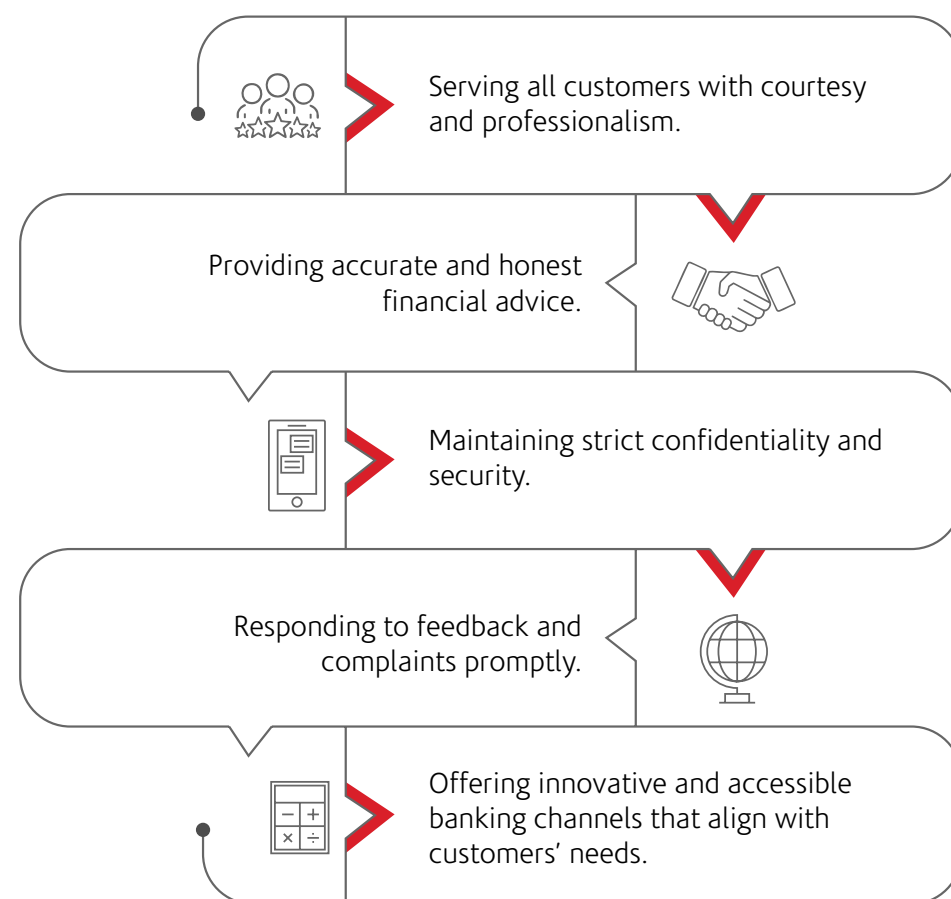 Serving all customers with courtesy
and professionalism.
Providing accurate and honest
financial advice.
Maintaining strict confidentiality and
security.
Responding to feedback and
complaints promptly.
Offering innovative and accessible
banking channels that align with
customers’ needs.